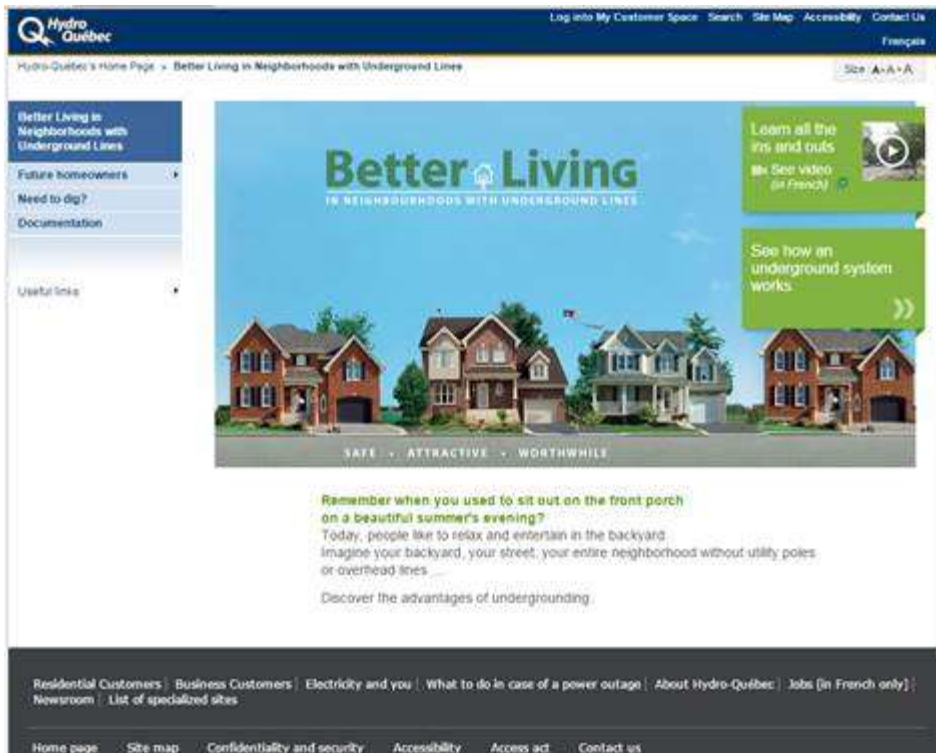 Hydro
Québec
Log into My Customer Space Search Site Map Accessibility Contact Us
Français
Hydro-Québec's Home Page > Better Living in Neighborhoods with Underground Lines
Size A-A-A
Better Living in
Neighborhoods with
Underground Lines
Future homeowners
Need to dig?
Documentation
Useful links
Better Living
IN NEIGHBOURHOODS WITH UNDERGROUND LINES
Learn all the
ins and outs
See video
(in French)
See how an
underground system
works
SAFE • ATTRACTIVE • WORTHWHILE
Remember when you used to sit out on the front porch
on a beautiful summer's evening?
Today, people like to relax and entertain in the backyard.
Imagine your backyard, your street, your entire neighborhood without utility poles
or overhead lines ...
Discover the advantages of undergrounding.
Residential Customers | Business Customers | Electricity and you | What to do in case of a power outage | About Hydro-Québec | Jobs [in French only] |
Newsroom | List of specialized sites
Home page Site map Confidentiality and security Accessibility Access act Contact us